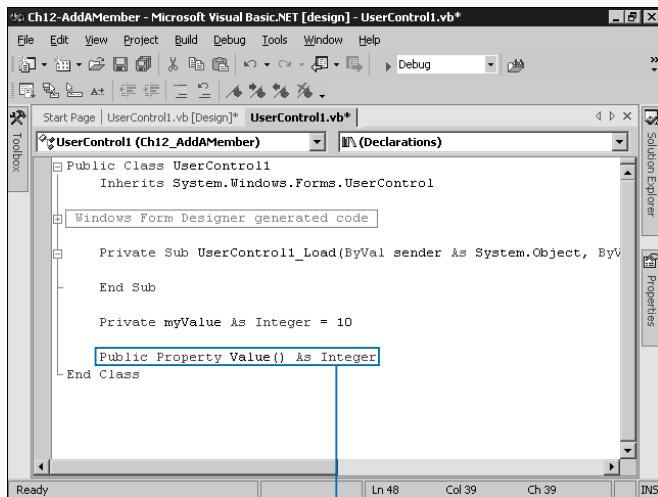 Ch12-AddAMember - Microsoft Visual Basic.NET [design] - UserControl1.vb*
File Edit View Project Build Debug Tools Window Help
Debug
Start Page UserControl1.vb [Design]* UserControl1.vb*
Toolbox
UserControl1 (Ch12_AddAMember) (Declarations)
Solution Explorer
Properties
Public Class UserControl1
Inherits System.Windows.Forms.UserControl
Windows Form Designer generated code
Private Sub UserControl1_Load(ByVal sender As System.Object, ByV
End Sub
Private myValue As Integer = 10
Public Property Value() As Integer
End Class
Ready Ln 48 Col 39 Ch 39 INS